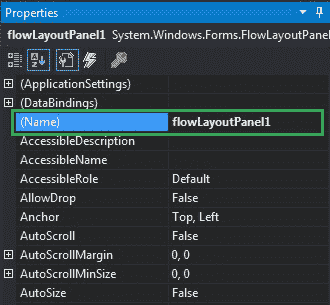 Properties
flowLayoutPanel1 System.Windows.Forms.FlowLayoutPanel
(ApplicationSettings)
(DataBindings)
(Name) flowLayoutPanel1
AccessibleDescription
AccessibleName
AccessibleRole Default
AllowDrop False
Anchor Top, Left
AutoScroll False
AutoScrollMargin 0, 0
AutoScrollMinSize 0, 0
AutoSize False